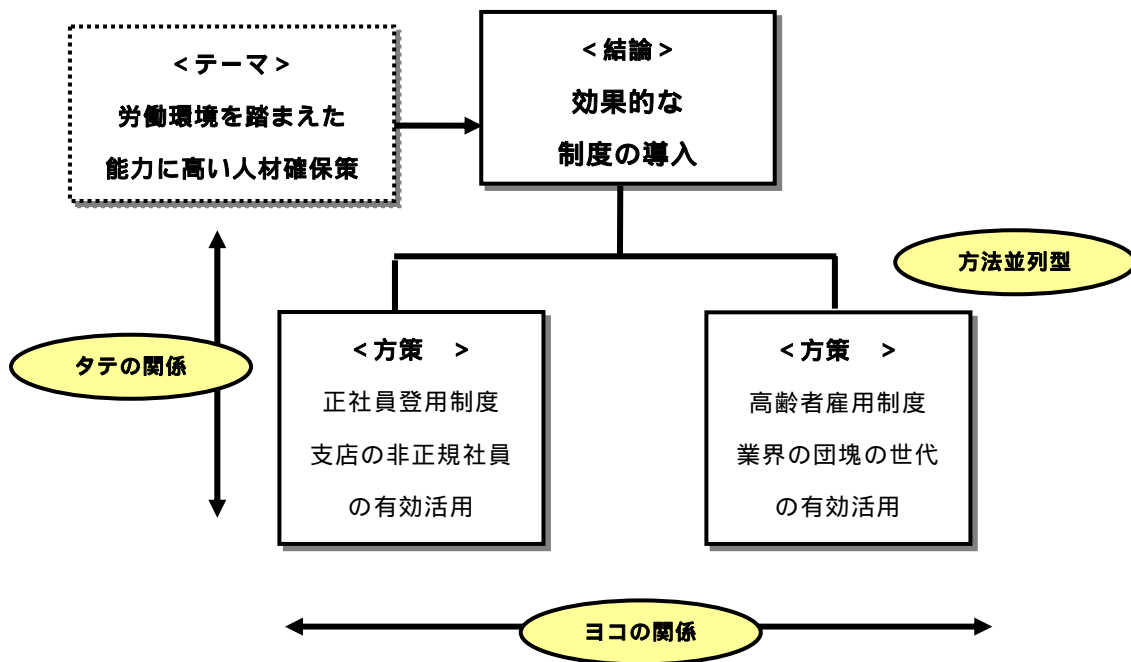 <テーマ>
労働環境を踏まえた
能力に高い人材確保策
<結論>
効果的な
制度の導入
方法並列型
タテの関係
<方策　>
正社員登用制度
支店の非正規社員
の有効活用
<方策　>
高齢者雇用制度
業界の団塊の世代
の有効活用
ヨコの関係